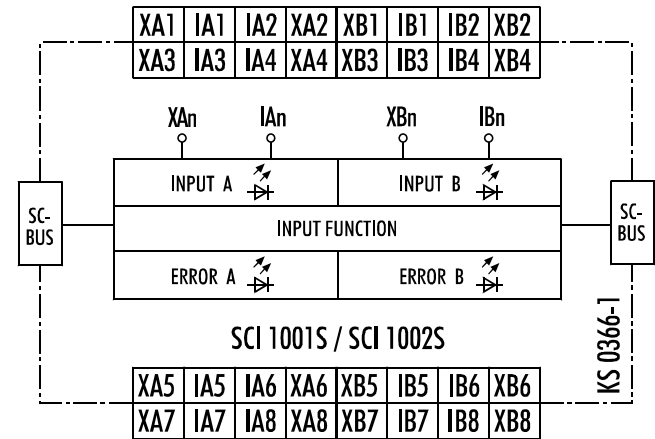 XA1 IA1 IA2 XA2 XB1 IB1 IB2 XB2
XA3 IA3 IA4 XA4 XB3 IB3 IB4 XB4
XAn IAn XBn IBn
INPUT A INPUT B
SC-
BUS
INPUT FUNCTION
SC-
BUS
ERROR A ERROR B
SCI 1001S / SCI 1002S
KS 0366-1
XA5 IA5 IA6 XA6 XB5 IB5 IB6 XB6
XA7 IA7 IA8 XA8 XB7 IB7 IB8 XB8